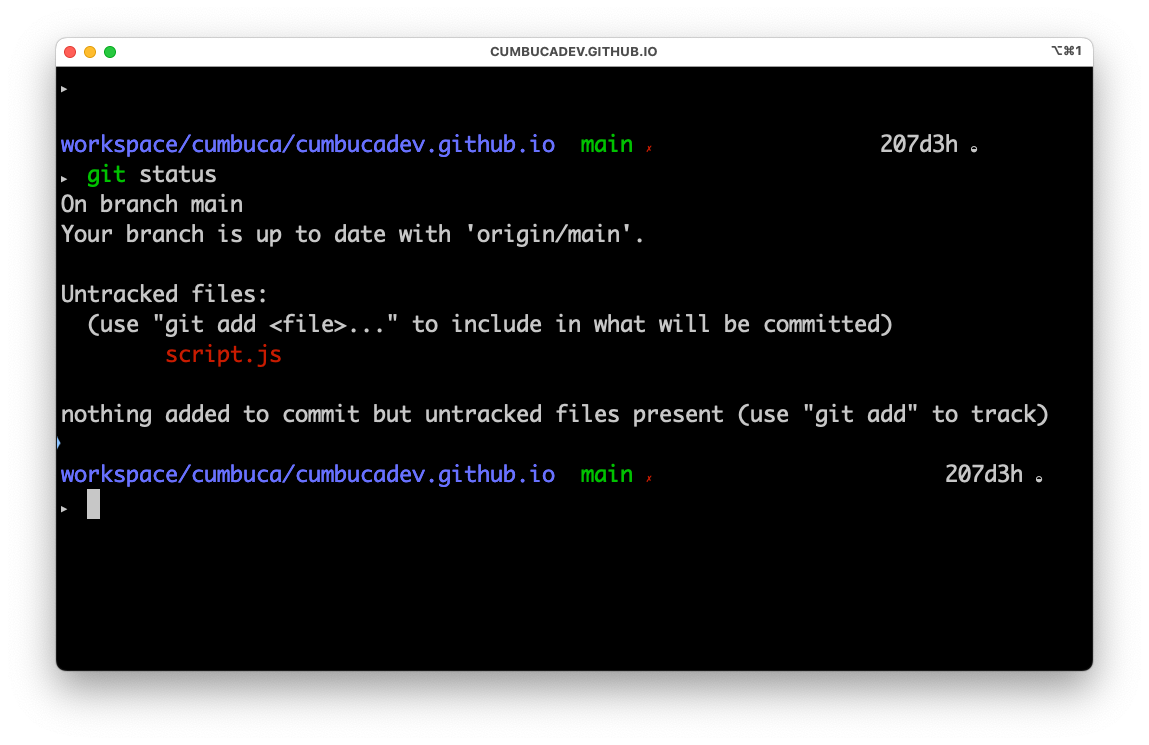 CUMBUCADEV.GITHUB.IO ⌥⌘1
▸
workspace/cumbuca/cumbucadev.github.io main ✗ 207d3h
▸ git status
On branch main
Your branch is up to date with 'origin/main'.
Untracked files:
(use "git add <file>..." to include in what will be committed)
script.js
nothing added to commit but untracked files present (use "git add" to track)
workspace/cumbuca/cumbucadev.github.io main ✗ 207d3h
▸